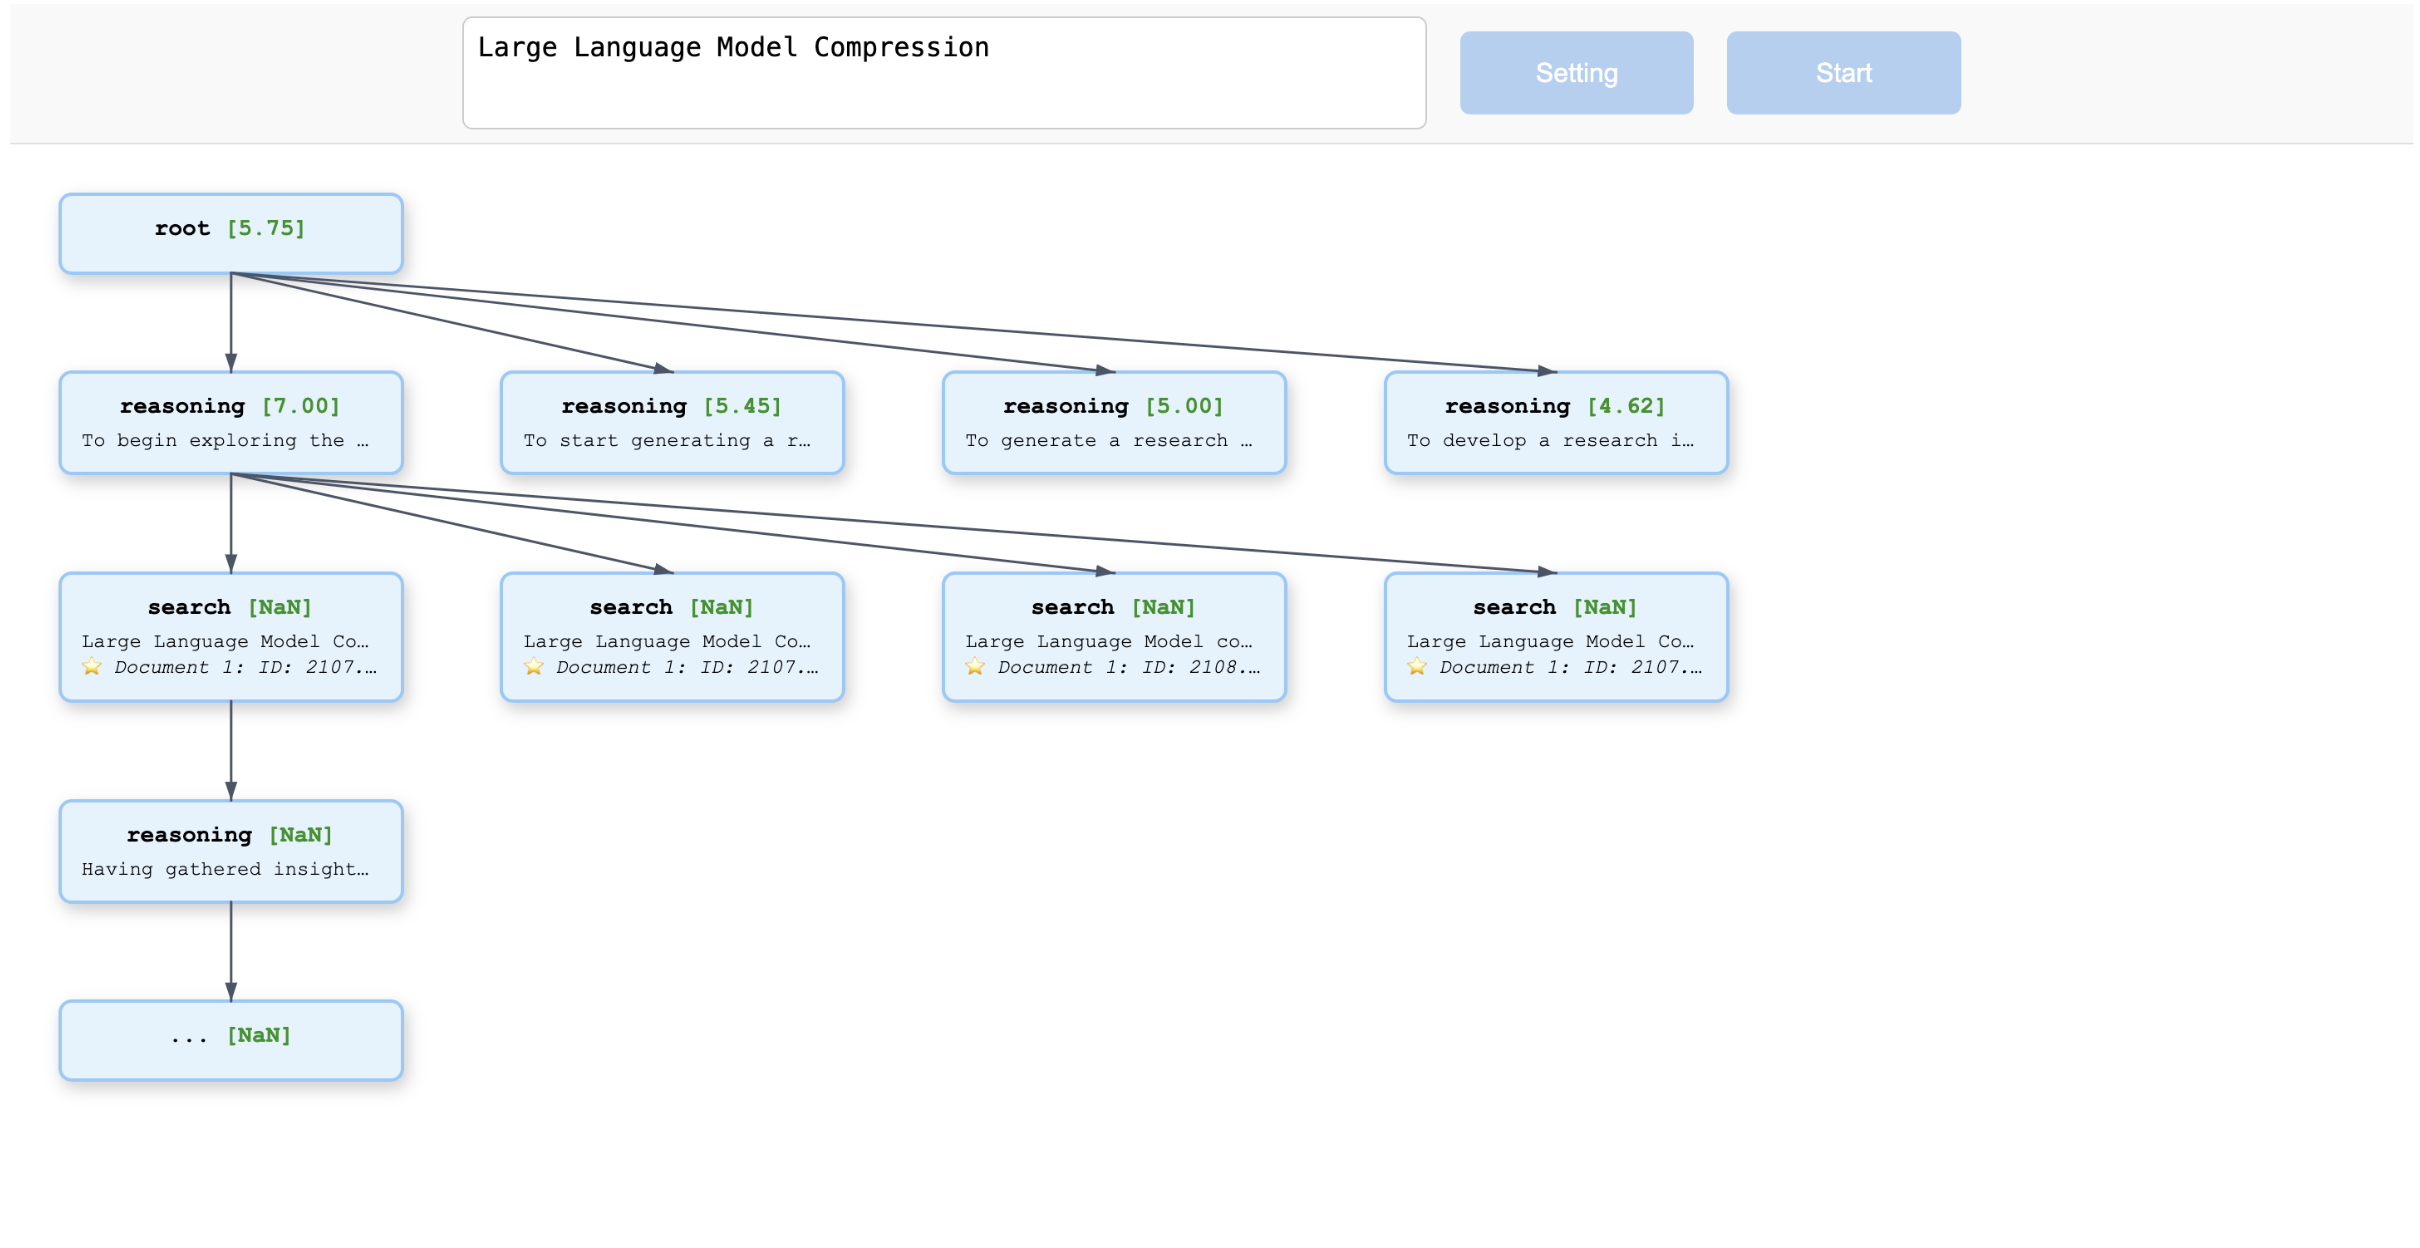 Large Language Model Compression
Setting
Start
root [5.75]
reasoning [7.00]
To begin exploring the …
reasoning [5.45]
To start generating a r…
reasoning [5.00]
To generate a research …
reasoning [4.62]
To develop a research i…
search [NaN]
Large Language Model Co…
⭐ Document 1: ID: 2107.…
search [NaN]
Large Language Model Co…
⭐ Document 1: ID: 2107.…
search [NaN]
Large Language Model co…
⭐ Document 1: ID: 2108.…
search [NaN]
Large Language Model Co…
⭐ Document 1: ID: 2107.…
reasoning [NaN]
Having gathered insight…
... [NaN]